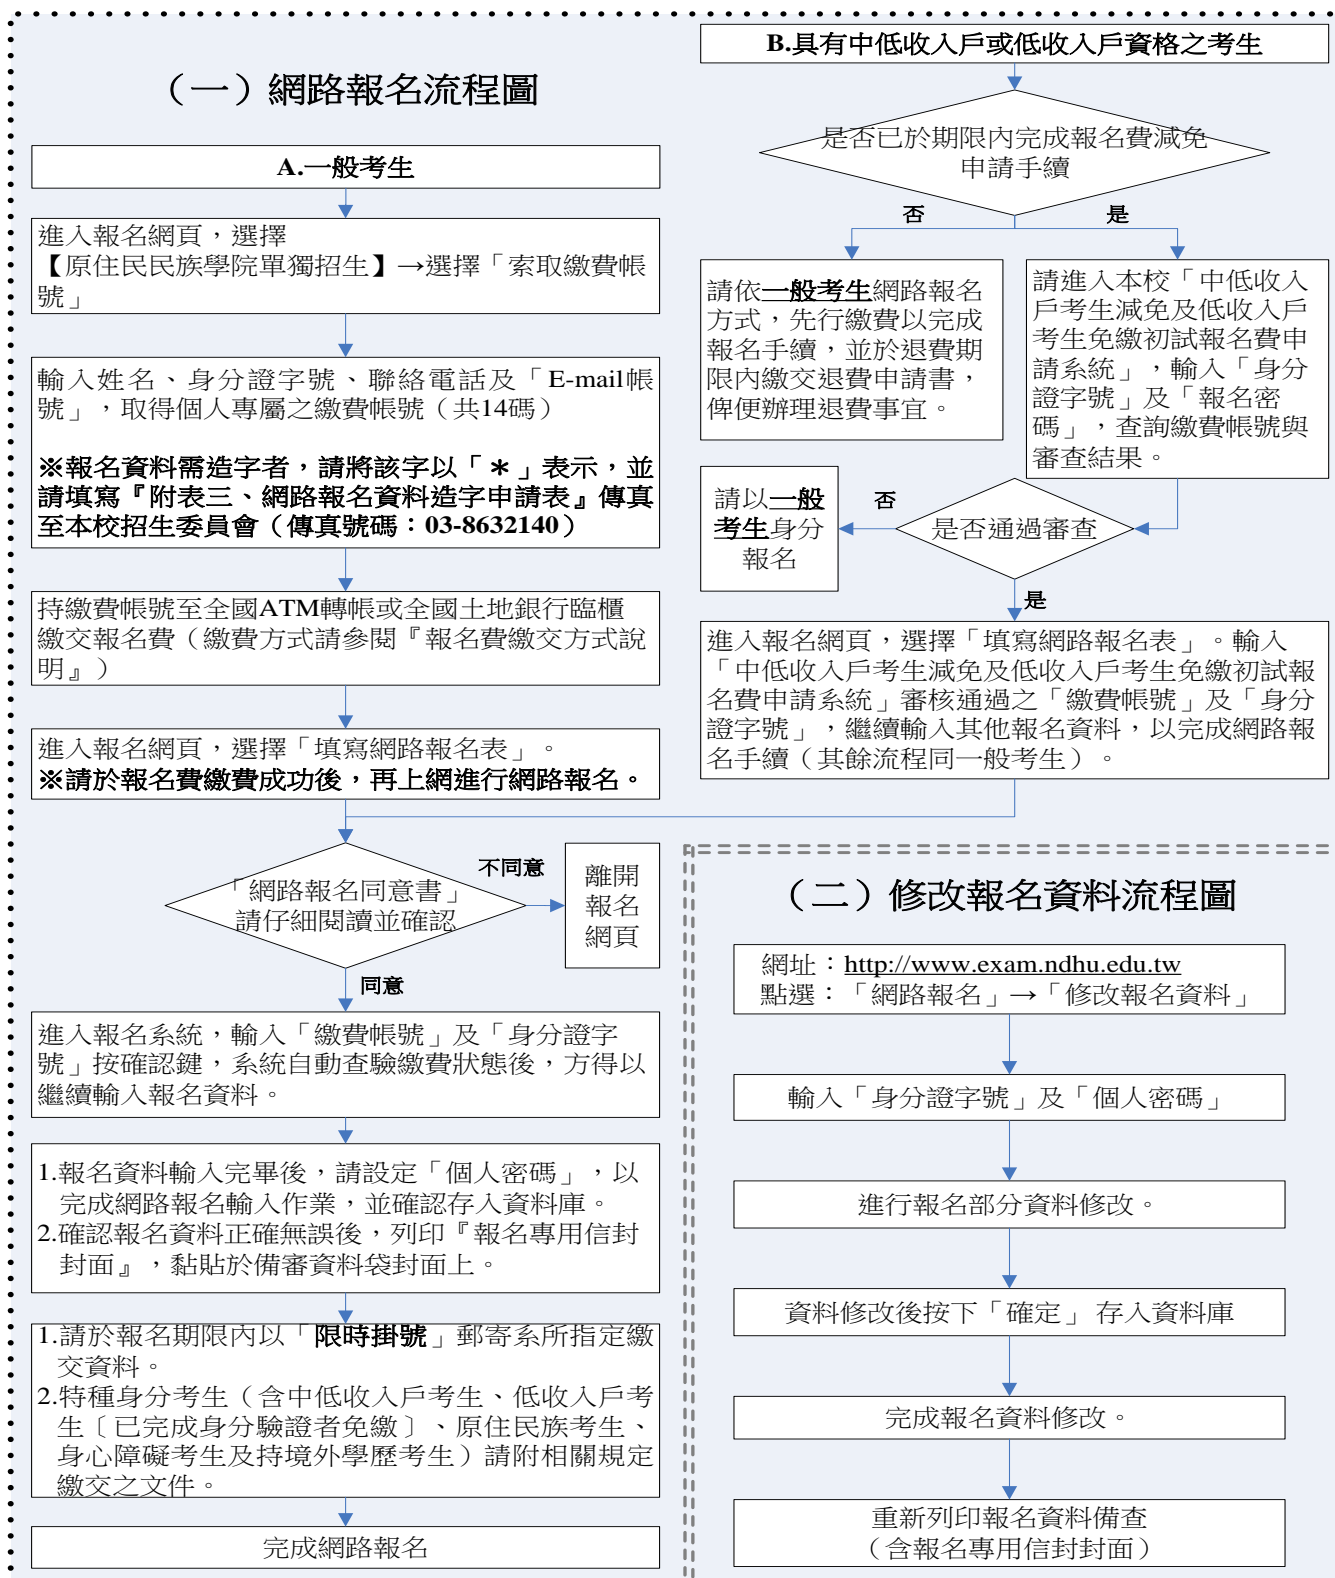 （一）網路報名流程圖
A.一般考生
進入報名網頁，選擇
【原住民民族學院單獨招生】→選擇「索取繳費帳
號」
輸入姓名、身分證字號、聯絡電話及「E-mail帳
號」，取得個人專屬之繳費帳號（共14碼）
※報名資料需造字者，請將該字以「＊」表示，並
請填寫『附表三、網路報名資料造字申請表』傳真
至本校招生委員會（傳真號碼：03-8632140）
持繳費帳號至全國ATM轉帳或全國土地銀行臨櫃
繳交報名費（繳費方式請參閱『報名費繳交方式說
明』）
進入報名網頁，選擇「填寫網路報名表」。
※請於報名費繳費成功後，再上網進行網路報名。
「網路報名同意書」
請仔細閱讀並確認
不同意
離開
報名
網頁
同意
進入報名系統，輸入「繳費帳號」及「身分證字
號」按確認鍵，系統自動查驗繳費狀態後，方得以
繼續輸入報名資料。
1.報名資料輸入完畢後，請設定「個人密碼」，以
完成網路報名輸入作業，並確認存入資料庫。
2.確認報名資料正確無誤後，列印『報名專用信封
封面』，黏貼於備審資料袋封面上。
1.請於報名期限內以「限時掛號」郵寄系所指定繳
交資料。
2.特種身分考生（含中低收入戶考生、低收入戶考
生〔已完成身分驗證者免繳〕、原住民族考生、
身心障礙考生及持境外學歷考生）請附相關規定
繳交之文件。
完成網路報名
B.具有中低收入戶或低收入戶資格之考生
是否已於期限內完成報名費減免
申請手續
否
是
請依一般考生網路報名
方式，先行繳費以完成
報名手續，並於退費期
限內繳交退費申請書，
俾便辦理退費事宜。
請進入本校「中低收入
戶考生減免及低收入戶
考生免繳初試報名費申
請系統」，輸入「身分
證字號」及「報名密
碼」，查詢繳費帳號與
審查結果。
請以一般
考生身分
報名
否
是否通過審查
是
進入報名網頁，選擇「填寫網路報名表」。輸入
「中低收入戶考生減免及低收入戶考生免繳初試報
名費申請系統」審核通過之「繳費帳號」及「身分
證字號」，繼續輸入其他報名資料，以完成網路報
名手續（其餘流程同一般考生）。
（二）修改報名資料流程圖
網址：http://www.exam.ndhu.edu.tw
點選：「網路報名」→「修改報名資料」
輸入「身分證字號」及「個人密碼」
進行報名部分資料修改。
資料修改後按下「確定」 存入資料庫
完成報名資料修改。
重新列印報名資料備查
（含報名專用信封封面）